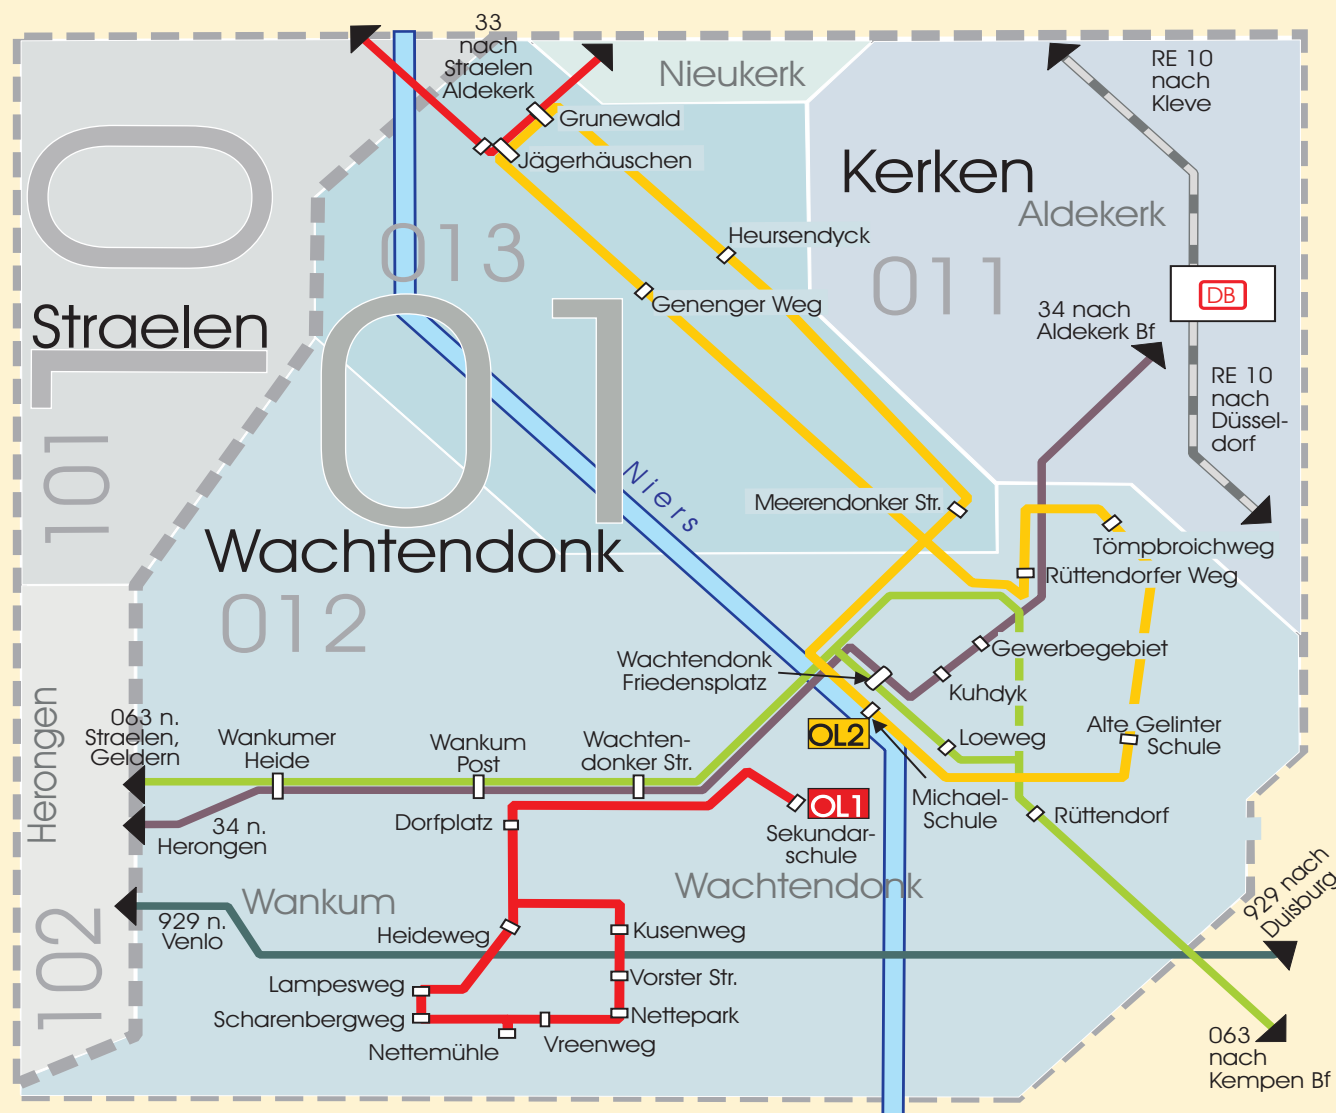 33
nach
Straelen
Aldekerk
Nieukerk
RE 10
nach
Kleve
Grunewald
Jägerhäuschen
Kerken
Aldekerk
10
013
Heursendyck
011
Genenger Weg
DB
34 nach
Aldekerk Bf
Straelen
01
RE 10
nach
Düssel-
dorf
101
Niers
Meerendonker Str.
Wachtendonk
Tömpbroichweg
Rüttendorfer Weg
012
Gewerbegebiet
Wachtendonk
Friedensplatz
Kuhdyk
Herongen
063 n.
Straelen,
Geldern
Wankumer
Heide
Wankum
Post
Wachten-
donker Str.
OL2
Loeweg
Alte Gelinter
Schule
Michael-
Schule
OL1
Sekundar-
schule
Rüttendorf
34 n.
Herongen
Dorfplatz
Wachtendonk
Wankum
102
929 n.
Venlo
Heideweg
Kusenweg
929 nach
Duisburg
Lampesweg
Vorster Str.
Scharenbergweg
Nettepark
Nettemühle
Vreenweg
063
nach
Kempen Bf